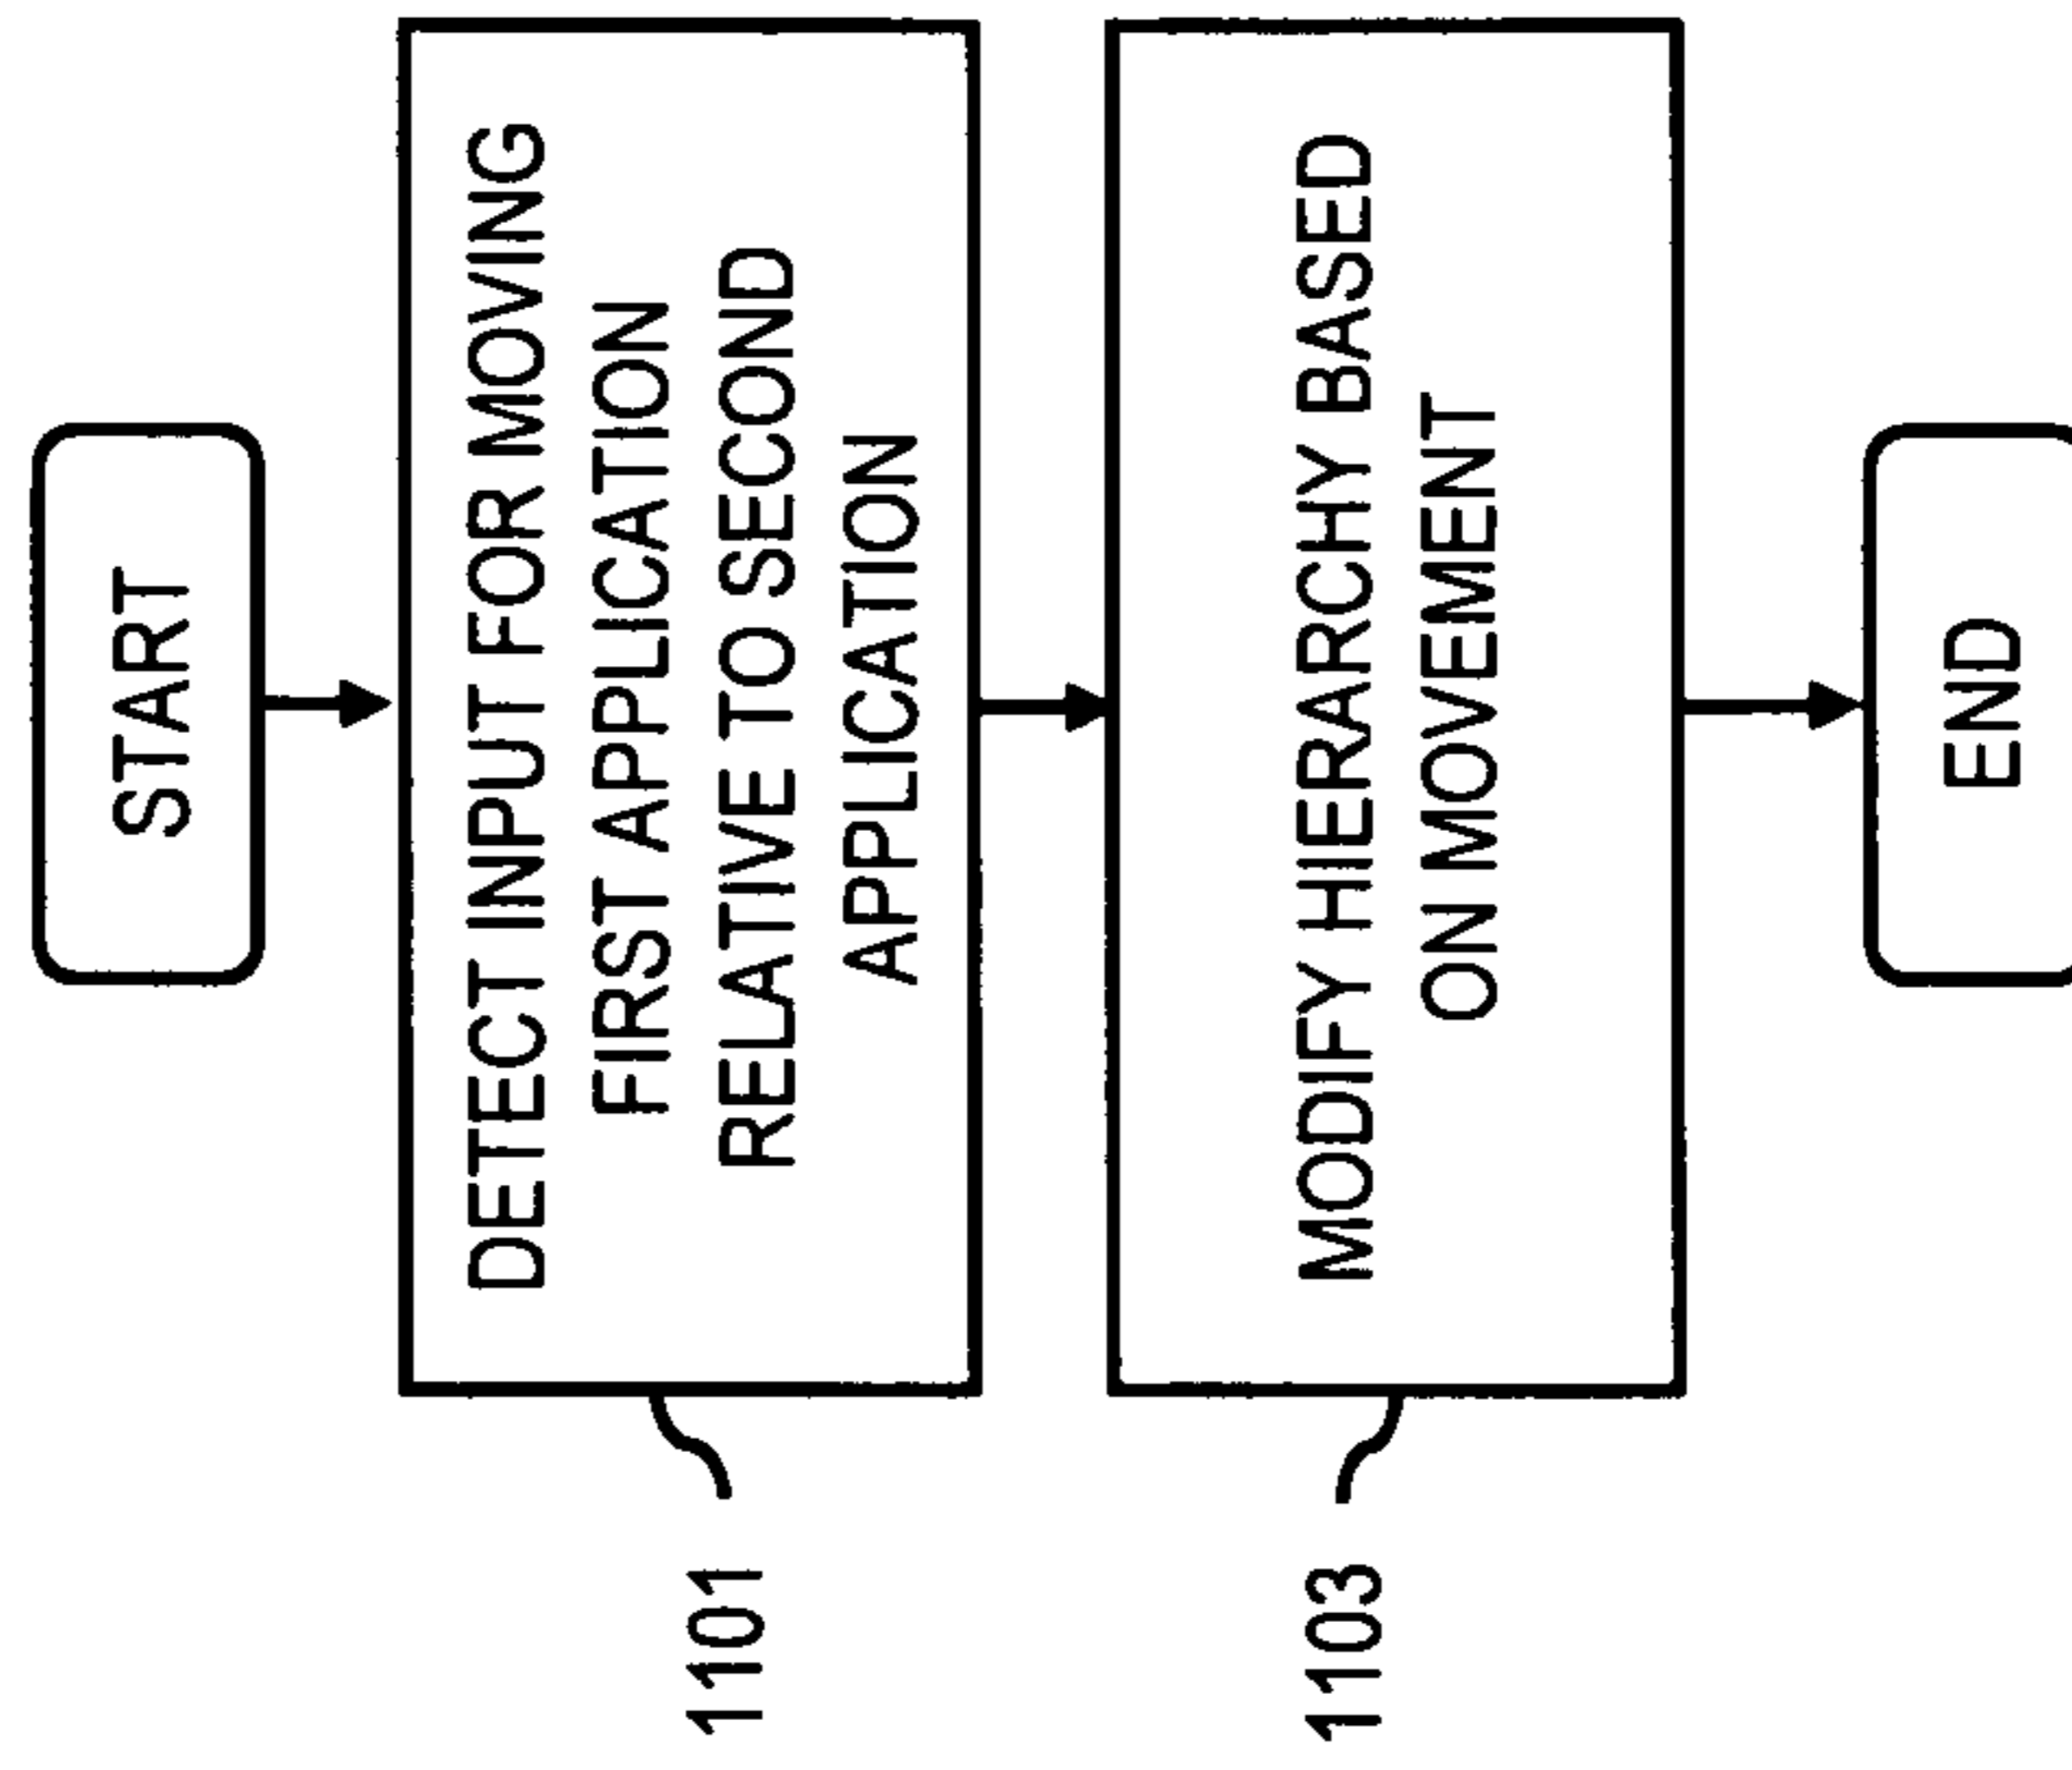 START
DETECT INPUT FOR MOVING
FIRST APPLICATION
RELATIVE TO SECOND
APPLICATION
1101
MODIFY HIERARCHY BASED
ON MOVEMENT
1103
END